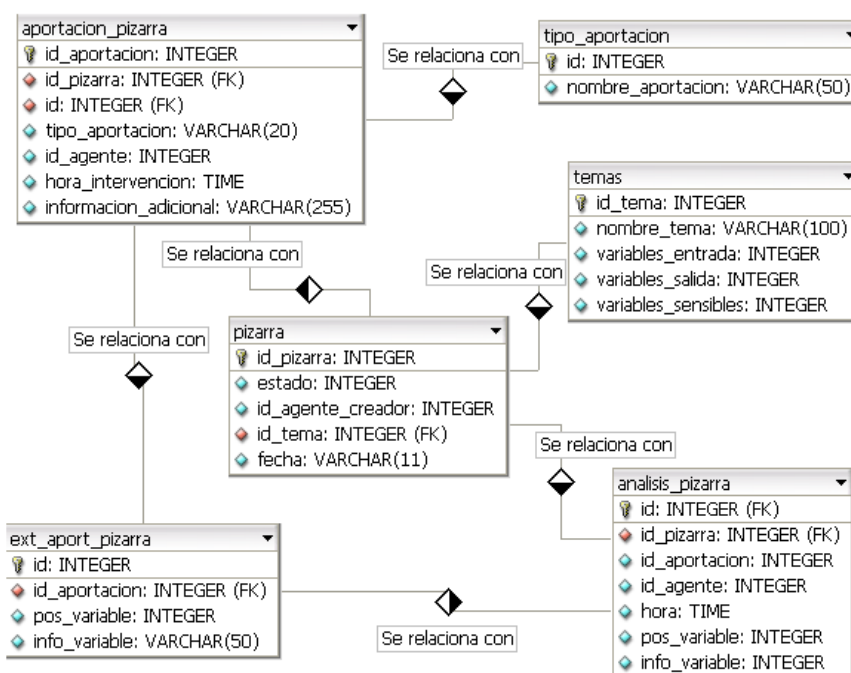 aportacion_pizarra
id_aportacion: INTEGER
id_pizarra: INTEGER (FK)
id: INTEGER (FK)
tipo_aportacion: VARCHAR(20)
id_agente: INTEGER
hora_intervencion: TIME
informacion_adicional: VARCHAR(255)
Se relaciona con
tipo_aportacion
id: INTEGER
nombre_aportacion: VARCHAR(50)
temas
id_tema: INTEGER
nombre_tema: VARCHAR(100)
variables_entrada: INTEGER
variables_salida: INTEGER
variables_sensibles: INTEGER
Se relaciona con
Se relaciona con
Se relaciona con
pizarra
id_pizarra: INTEGER
estado: INTEGER
id_agente_creador: INTEGER
id_tema: INTEGER (FK)
fecha: VARCHAR(11)
Se relaciona con
analisis_pizarra
id: INTEGER (FK)
id_pizarra: INTEGER (FK)
id_aportacion: INTEGER
id_agente: INTEGER
hora: TIME
pos_variable: INTEGER
info_variable: INTEGER
ext_aport_pizarra
id: INTEGER
id_aportacion: INTEGER (FK)
pos_variable: INTEGER
info_variable: VARCHAR(50)
Se relaciona con